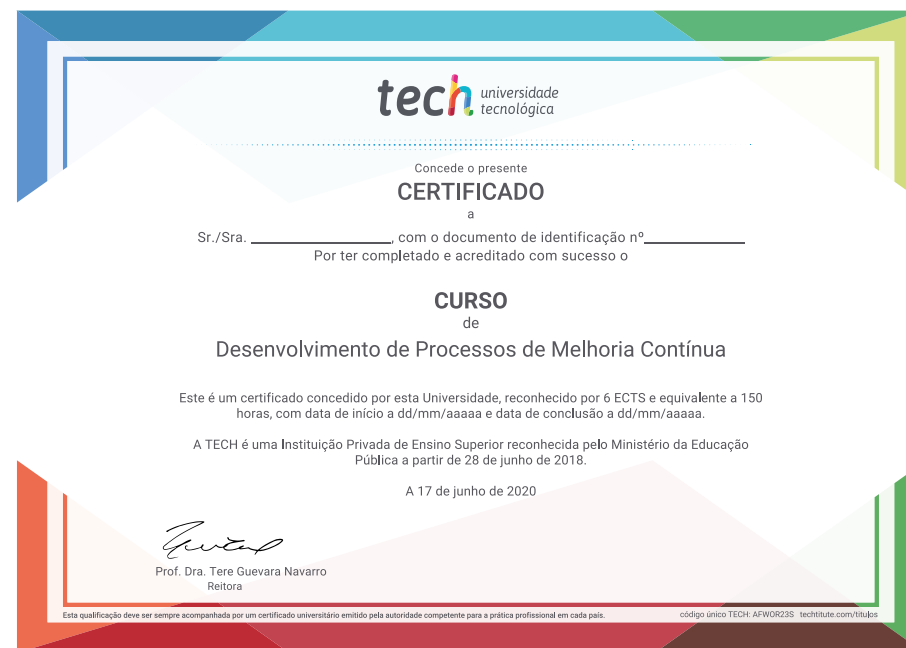 tech universidade
tecnológica
Concede o presente
CERTIFICADO
a
Sr./Sra. ____________________, com o documento de identificação nº______________
Por ter completado e acreditado com sucesso o
CURSO
de
Desenvolvimento de Processos de Melhoria Contínua
Este é um certificado concedido por esta Universidade, reconhecido por 6 ECTS e equivalente a 150
horas, com data de início a dd/mm/aaaaa e data de conclusão a dd/mm/aaaaa.
A TECH é uma Instituição Privada de Ensino Superior reconhecida pelo Ministério da Educação
Pública a partir de 28 de junho de 2018.
A 17 de junho de 2020
Prof. Dra. Tere Guevara Navarro
Reitora
Esta qualificação deve ser sempre acompanhada por um certificado universitário emitido pela autoridade competente para a prática profissional em cada país. código único TECH: AFWOR23S techtitute.com/titulos